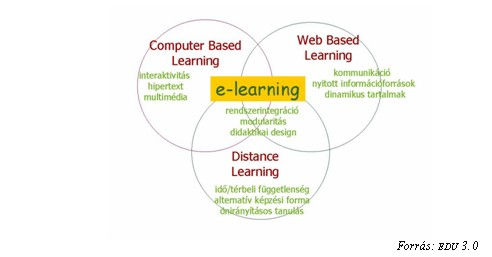 Computer Based
Learning
interaktivitás
hipertext
multimédia
Web Based
Learning
kommunikáció
nyitott információforrások
dinamikus tartalmak
e-learning
rendszerintegráció
modularitás
didaktikai design
Distance
Learning
idő/térbeli függetlenség
alternatív képzési forma
önirányításos tanulás
Forrás: EDU 3.0